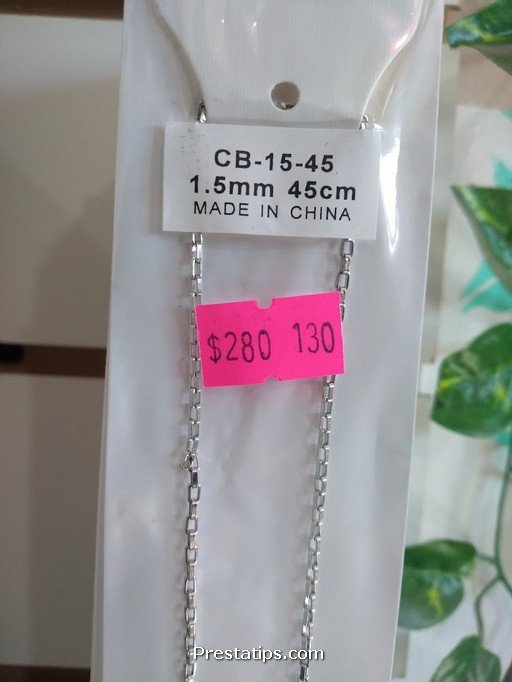 CB-15-45
1.5mm 45cm
MADE IN CHINA
$280 130
Prestatips.com